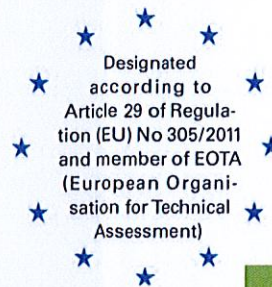 Designated
according to
Article 29 of Regula-
tion (EU) No 305/2011
and member of EOTA
(European Organi-
sation for Technical
Assessment)